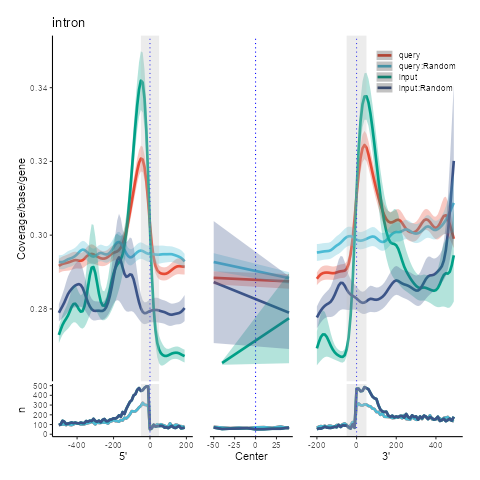 intron
query
query:Random
input
input:Random
Coverage/base/gene
0.34
0.32
0.30
0.28
n
500
400
300
200
100
0
-400 -200 0 200
-50 -25 0 25
-200 0 200 400
5' Center 3'